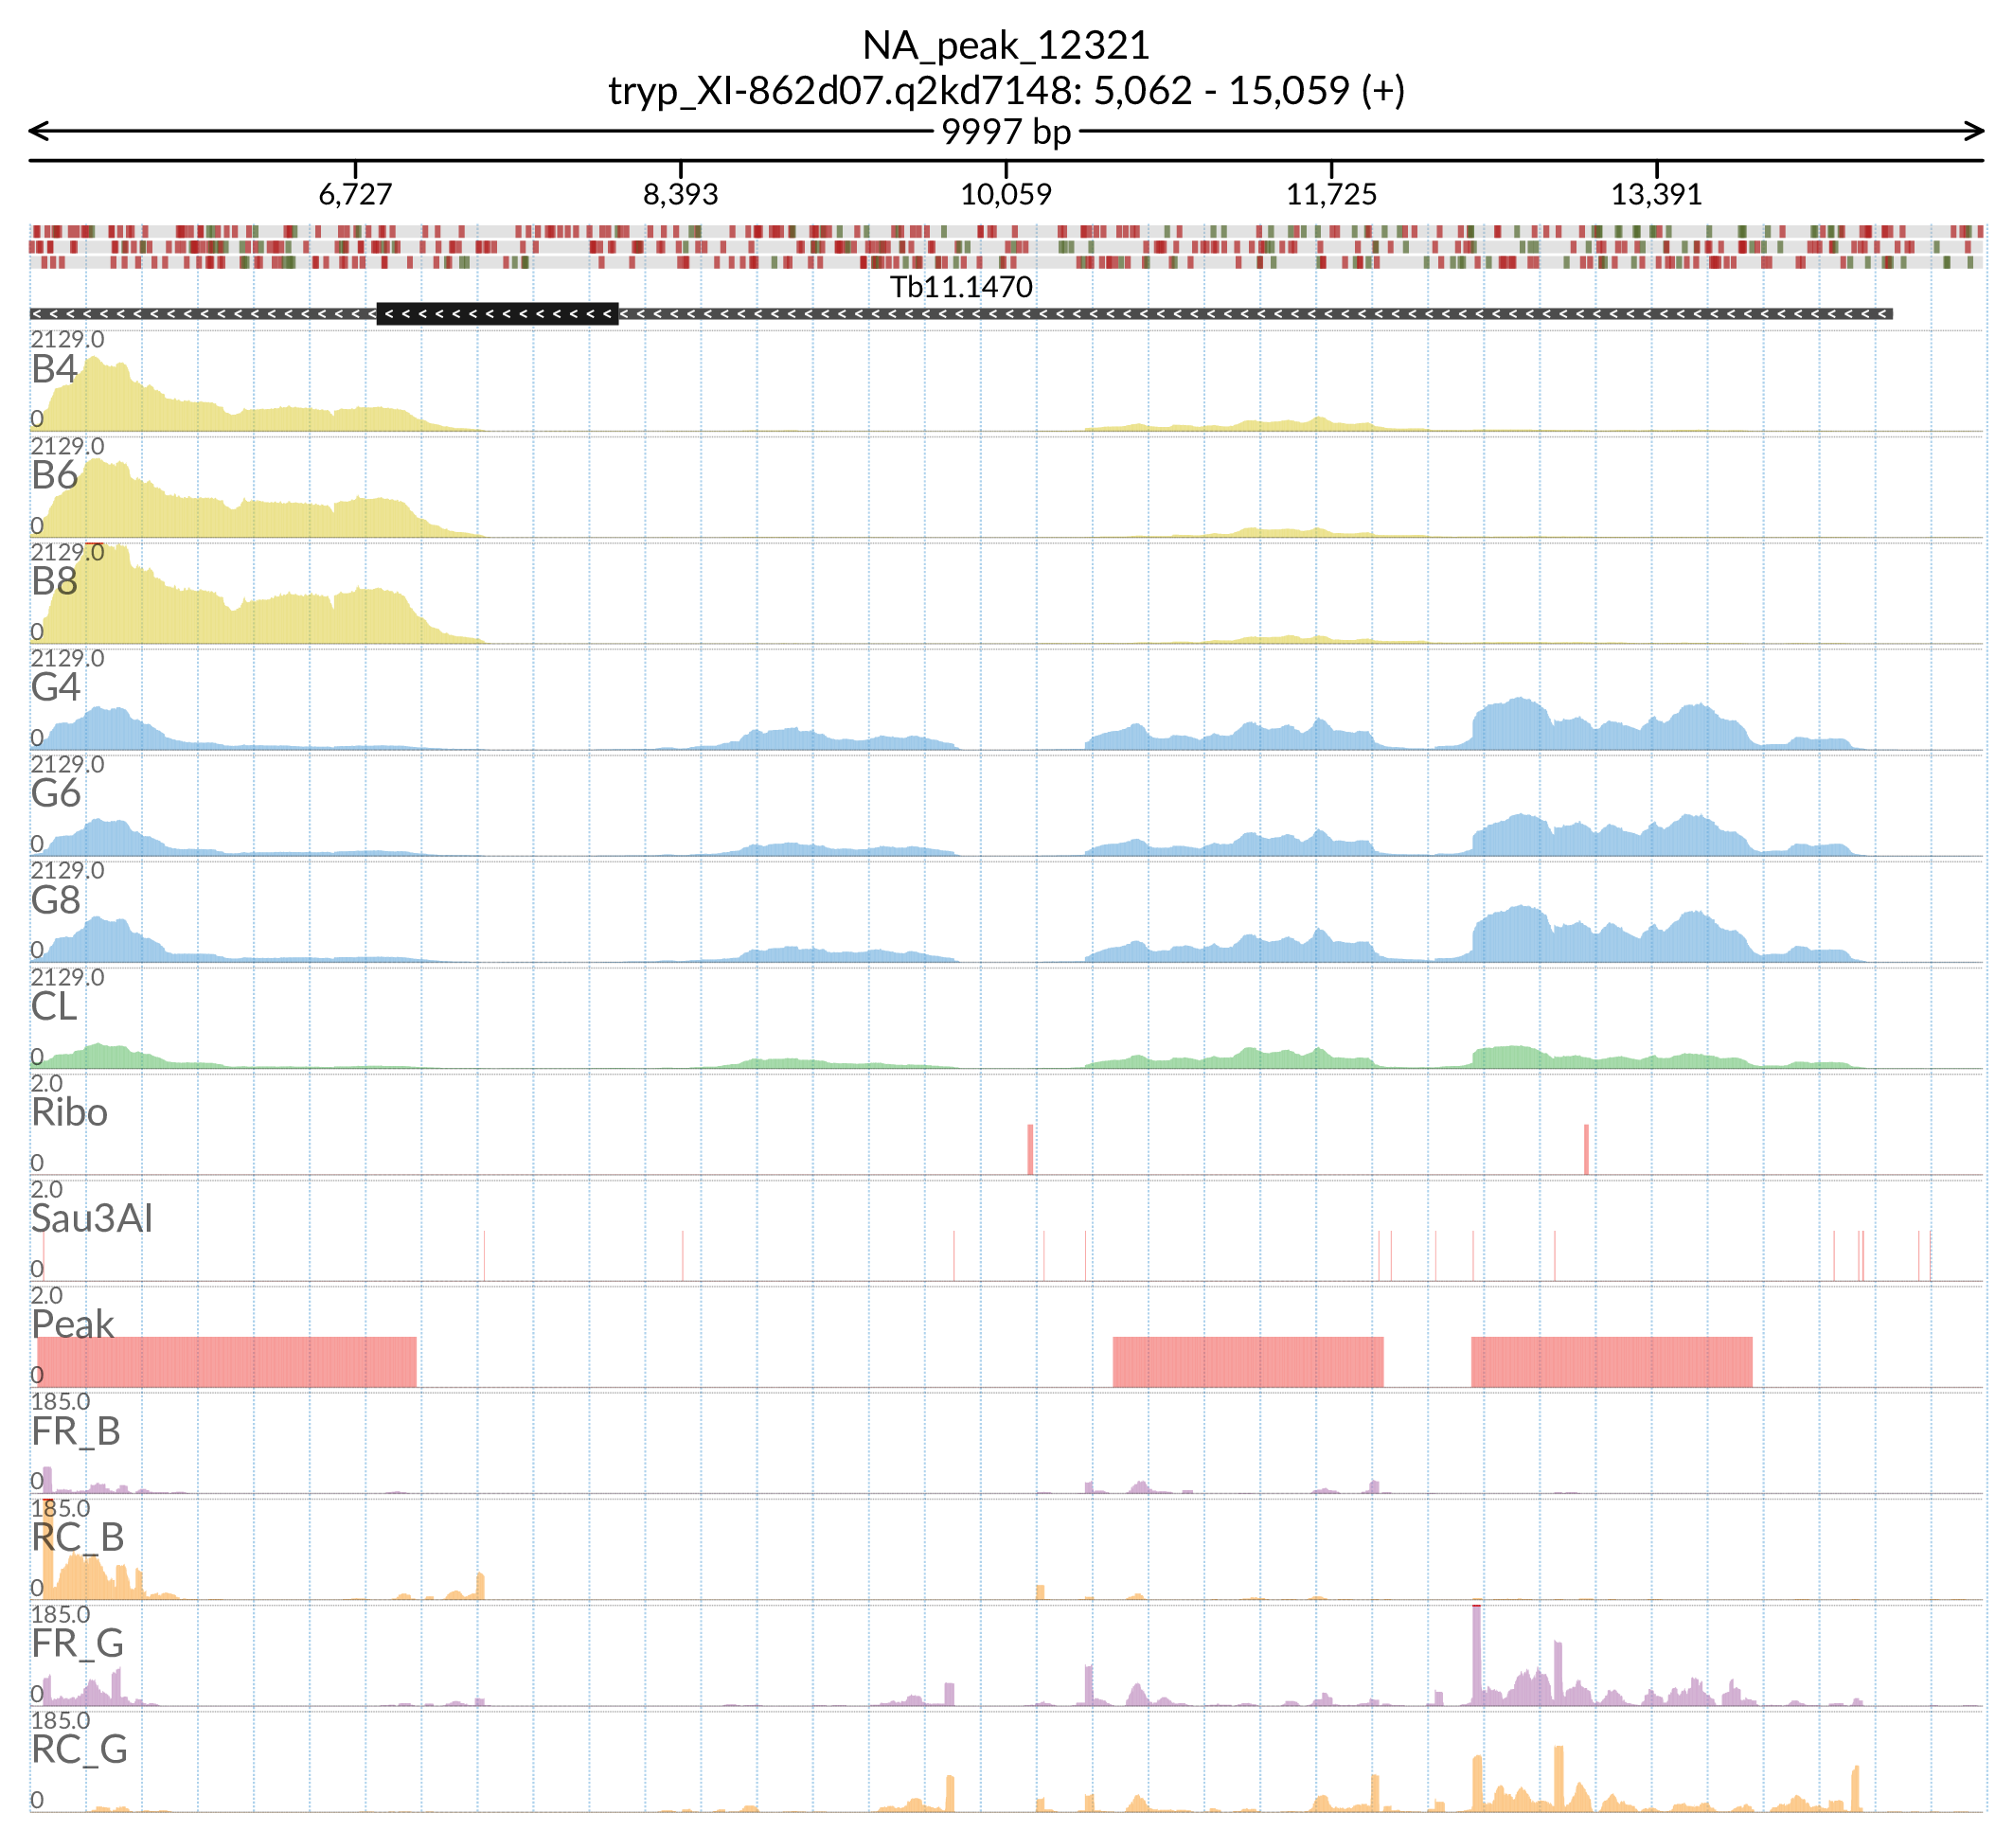 NA_peak_12321
tryp_XI-862d07.q2kd7148: 5,062 - 15,059 (+)
9997 bp
6,727 8,393 10,059 11,725 13,391
Tb11.1470
2129.0
B4
0
2129.0
B6
0
2129.0
B8
0
2129.0
G4
0
2129.0
G6
0
2129.0
G8
0
2129.0
CL
0
2.0
Ribo
0
2.0
Sau3AI
0
2.0
Peak
0
185.0
FR_B
0
185.0
RC_B
0
185.0
FR_G
0
185.0
RC_G
0